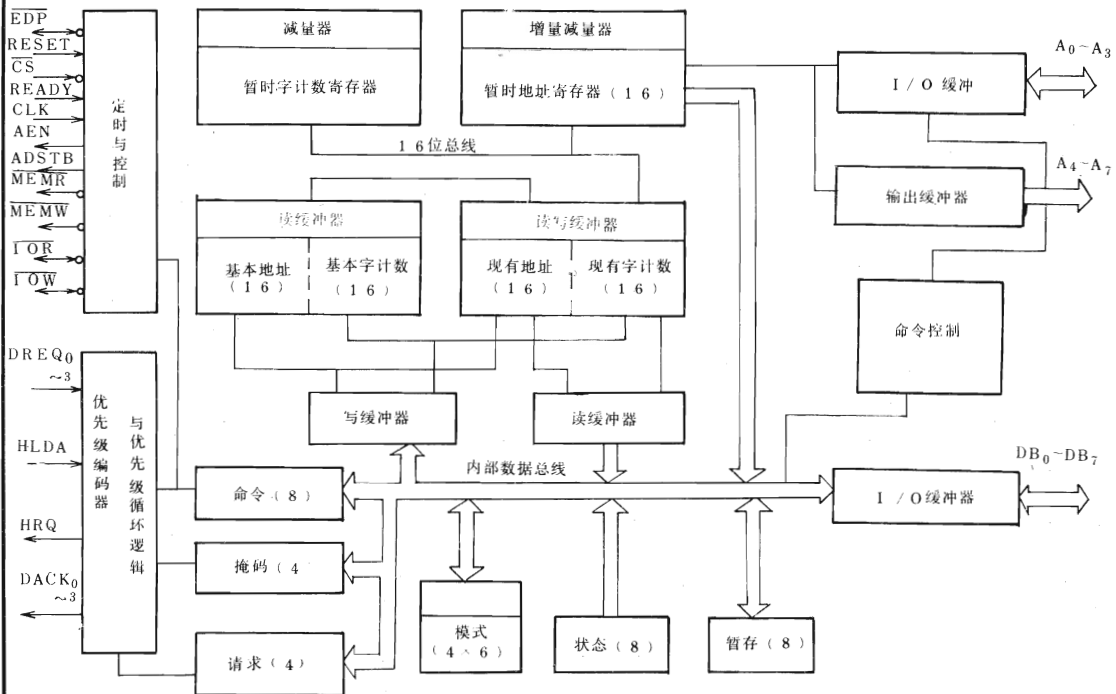 EDP
RESET
CS
READY
CLK
AEN
ADSTB
MEMR
MEMW
IOR
IOW
定时与控制
减量器
暂时字计数寄存器
增量减量器
暂时地址寄存器(16)
16位总线
I/O缓冲
A₀~A₃
输出缓冲器
A₄~A₇
读缓冲器
基本地址
(16)
基本字计数
(16)
读写缓冲器
现有地址
(16)
现有字计数
(16)
命令控制
DREQ₀
~3
HLDA
HRQ
DACK₀
~3
优先级编码器
与优先级循环逻辑
写缓冲器
读缓冲器
内部数据总线
命令(8)
掩码(4
请求(4)
模式
(4×6)
状态(8)
暂存(8)
I/O缓冲器
DB₀~DB₇